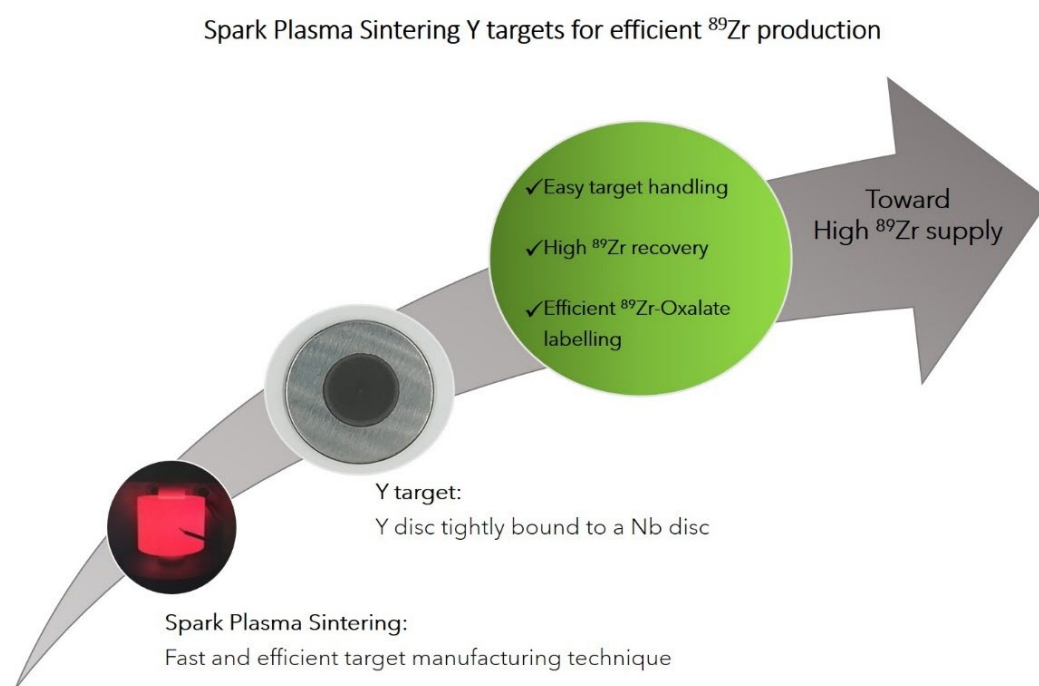 Spark Plasma Sintering Y targets for efficient ⁸⁹Zr production
✓Easy target handling
✓High ⁸⁹Zr recovery
✓Efficient ⁸⁹Zr-Oxalate
labelling
Toward
High ⁸⁹Zr supply
Y target:
Y disc tightly bound to a Nb disc
Spark Plasma Sintering:
Fast and efficient target manufacturing technique